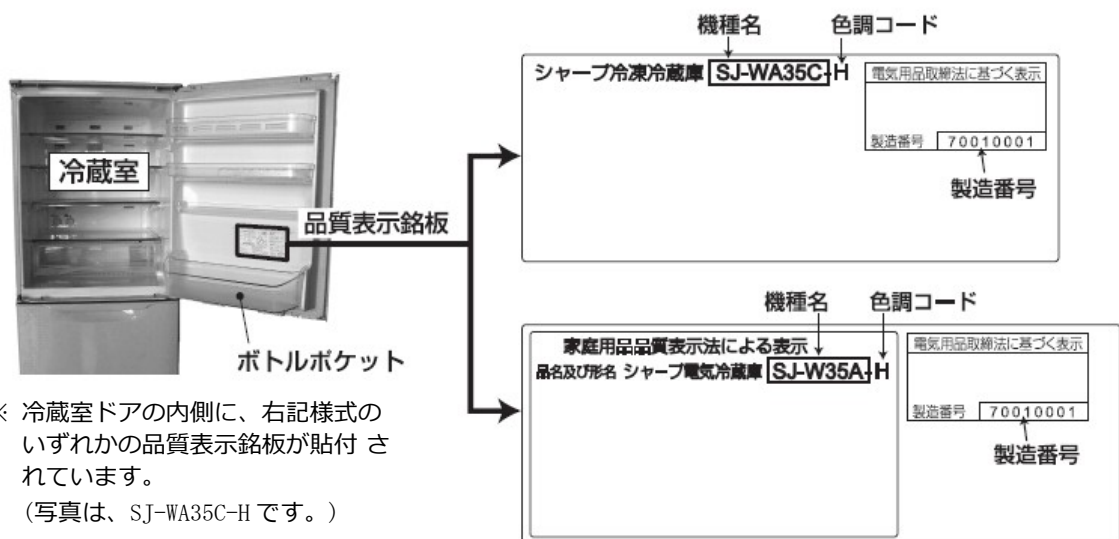 冷蔵室
品質表示銘板
ボトルポケット
※ 冷蔵室ドアの内側に、右記様式の
いずれかの品質表示銘板が貼付 さ
れています。
(写真は、SJ-WA35C-H です。)
機種名 色調コード
シャープ冷凍冷蔵庫 SJ-WA35C-H
電気用品取締法に基づく表示
製造番号 70010001
製造番号
機種名 色調コード
家庭用品品質表示法による表示
品名及び形名 シャープ電気冷蔵庫 SJ-W35A-H
電気用品取締法に基づく表示
製造番号 70010001
製造番号